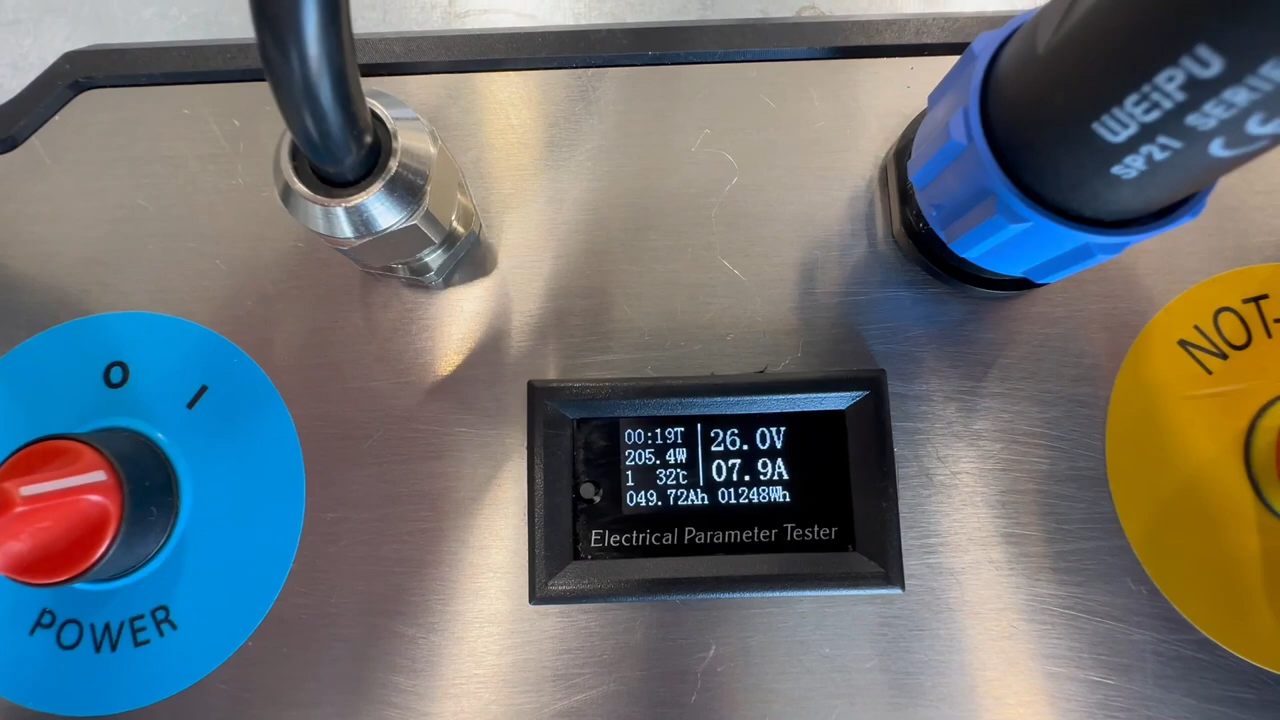 WEiPU
SP21 SERIE
CE
O I
NOT-
00:19T
205.4W
1 32℃
26.0V
07.9A
049.72Ah 01248Wh
Electrical Parameter Tester
POWER